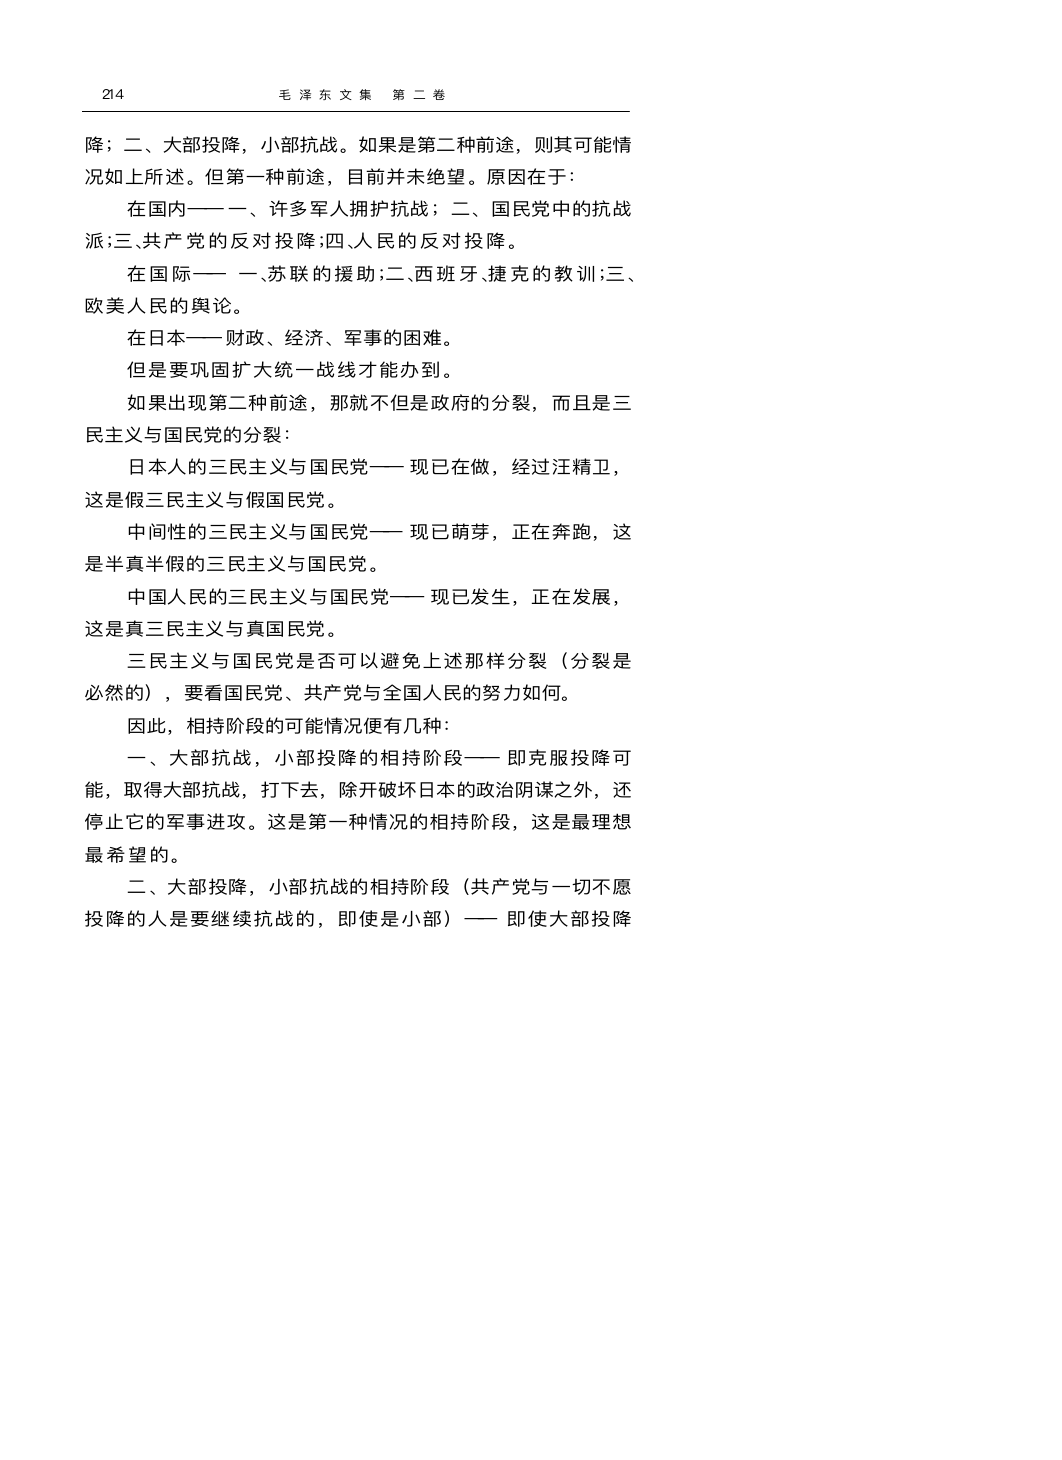 214 毛泽东文集 第二卷
降；二、大部投降，小部抗战。如果是第二种前途，则其可能情
况如上所述。但第一种前途，目前并未绝望。原因在于：
在国内——一、许多军人拥护抗战；二、国民党中的抗战
派；三、共产党的反对投降；四、人民的反对投降。
在国际——一、苏联的援助；二、西班牙、捷克的教训；三、
欧美人民的舆论。
在日本——财政、经济、军事的困难。
但是要巩固扩大统一战线才能办到。
如果出现第二种前途，那就不但是政府的分裂，而且是三
民主义与国民党的分裂：
日本人的三民主义与国民党——现已在做，经过汪精卫，
这是假三民主义与假国民党。
中间性的三民主义与国民党——现已萌芽，正在奔跑，这
是半真半假的三民主义与国民党。
中国人民的三民主义与国民党——现已发生，正在发展，
这是真三民主义与真国民党。
三民主义与国民党是否可以避免上述那样分裂（分裂是
必然的），要看国民党、共产党与全国人民的努力如何。
因此，相持阶段的可能情况便有几种：
一、大部抗战，小部投降的相持阶段——即克服投降可
能，取得大部抗战，打下去，除开破坏日本的政治阴谋之外，还
停止它的军事进攻。这是第一种情况的相持阶段，这是最理想
最希望的。
二、大部投降，小部抗战的相持阶段（共产党与一切不愿
投降的人是要继续抗战的，即使是小部）——即使大部投降